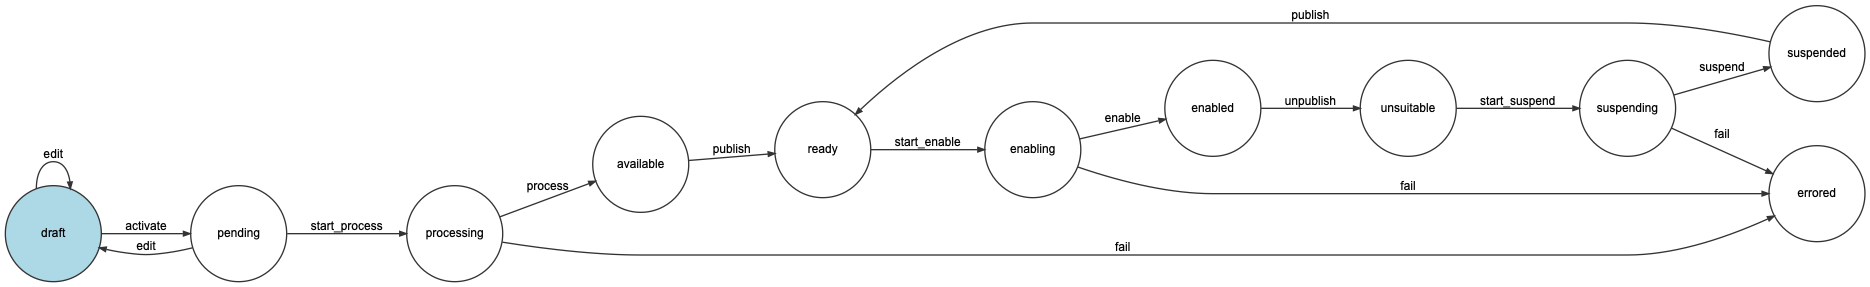 publish
suspended
suspend
enabled
unpublish
unsuitable
start_suspend
suspending
enable
fail
publish
ready
start_enable
enabling
available
process
edit
fail
errored
draft
activate
edit
pending
start_process
processing
fail